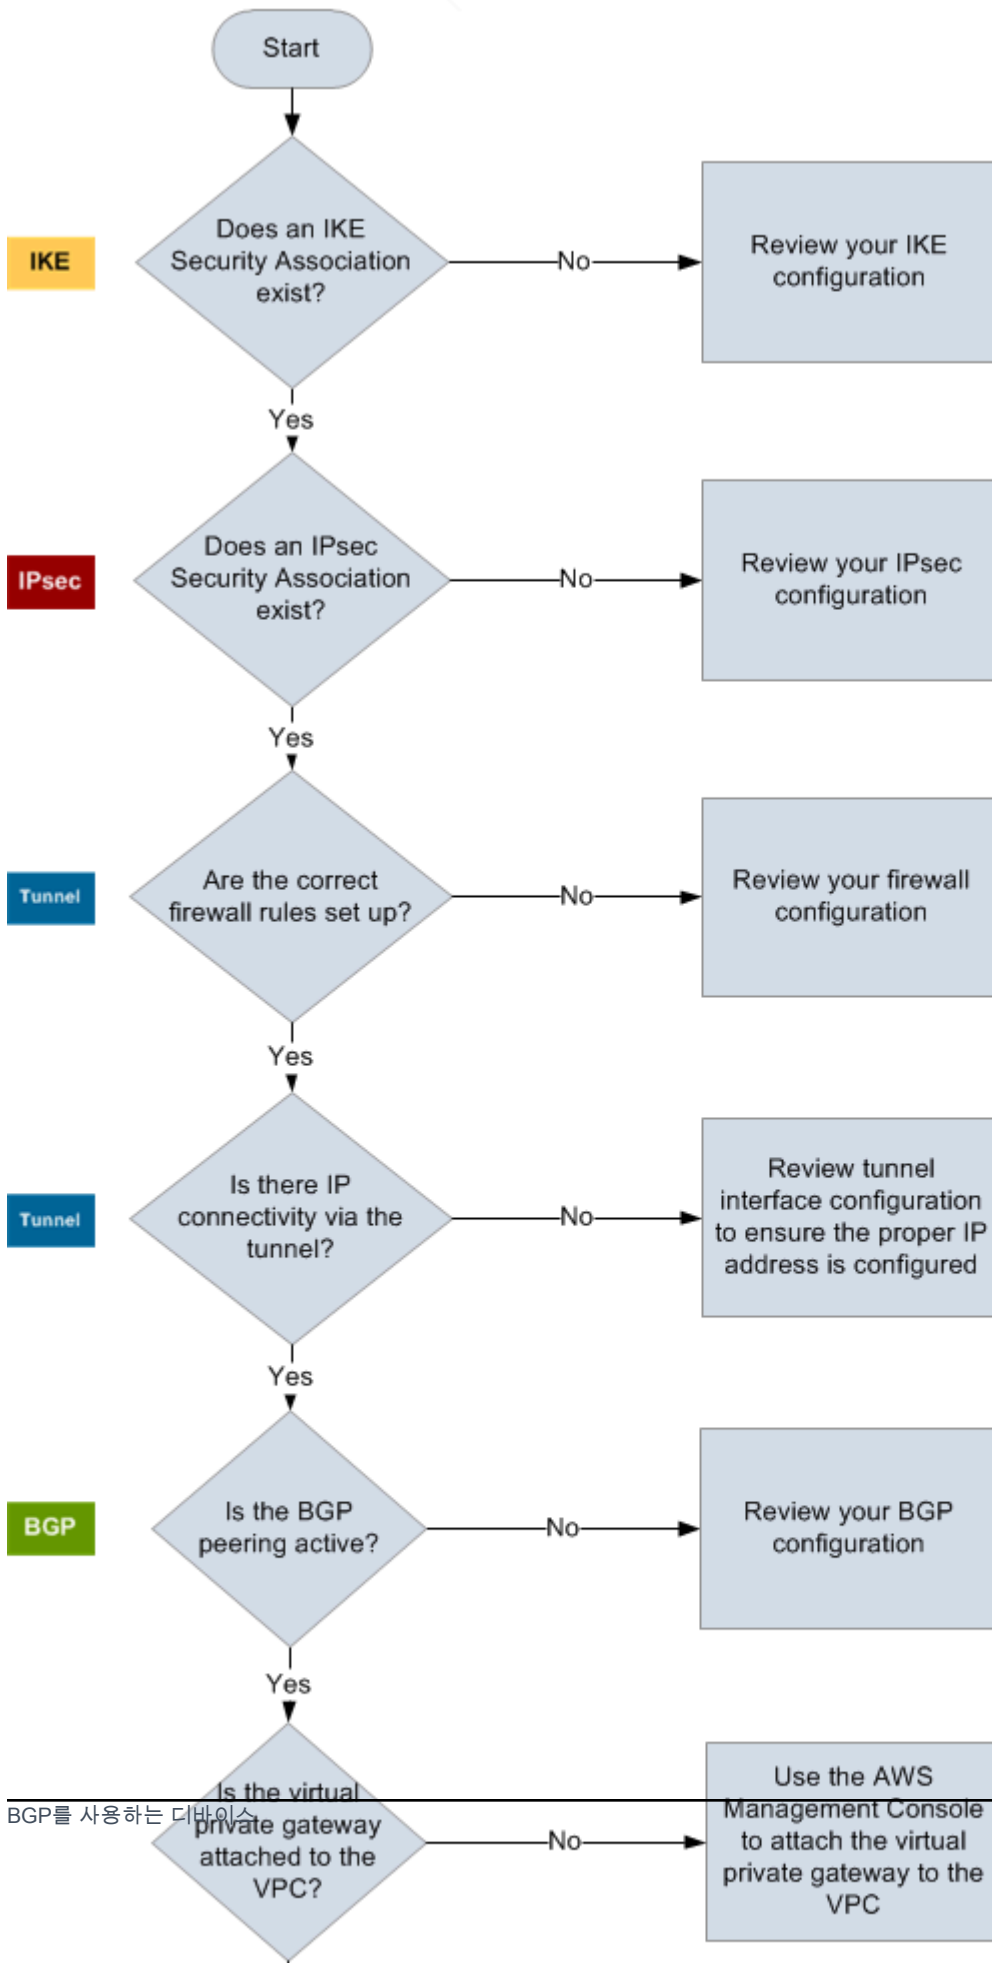 Start
IKE
Does an IKE
Security Association
exist?
No
Review your IKE
configuration
Yes
IPsec
Does an IPsec
Security Association
exist?
No
Review your IPsec
configuration
Yes
Tunnel
Are the correct
firewall rules set up?
No
Review your firewall
configuration
Yes
Tunnel
Is there IP
connectivity via the
tunnel?
No
Review tunnel
interface configuration
to ensure the proper IP
address is configured
Yes
BGP
Is the BGP
peering active?
No
Review your BGP
configuration
Yes
Is the virtual
private gateway
attached to the
VPC?
No
Use the AWS
Management Console
to attach the virtual
private gateway to the
VPC
BGP를 사용하는 디바이스